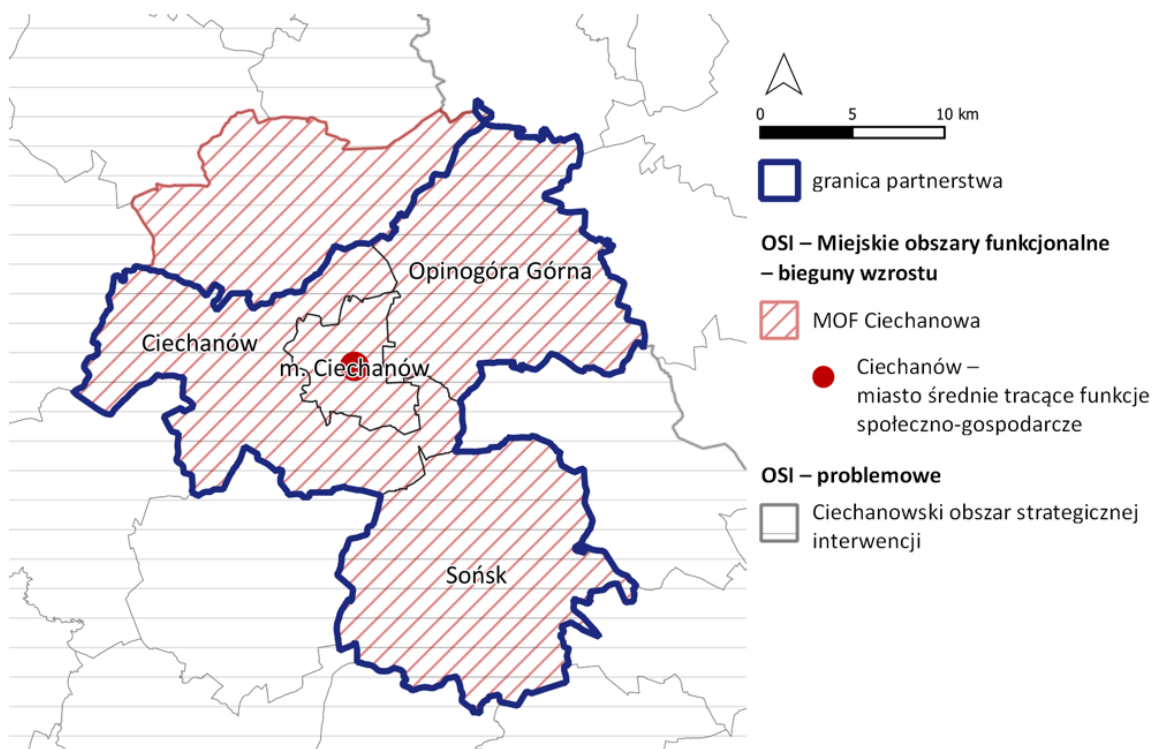 Opinogóra Górna
Ciechanów
m. Ciechanów
Sońsk
0 5 10 km
granica partnerstwa
OSI – Miejskie obszary funkcjonalne
– bieguny wzrostu
MOF Ciechanowa
Ciechanów –
miasto średnie tracące funkcje
społeczno-gospodarcze
OSI – problemowe
Ciechanowski obszar strategicznej
interwencji